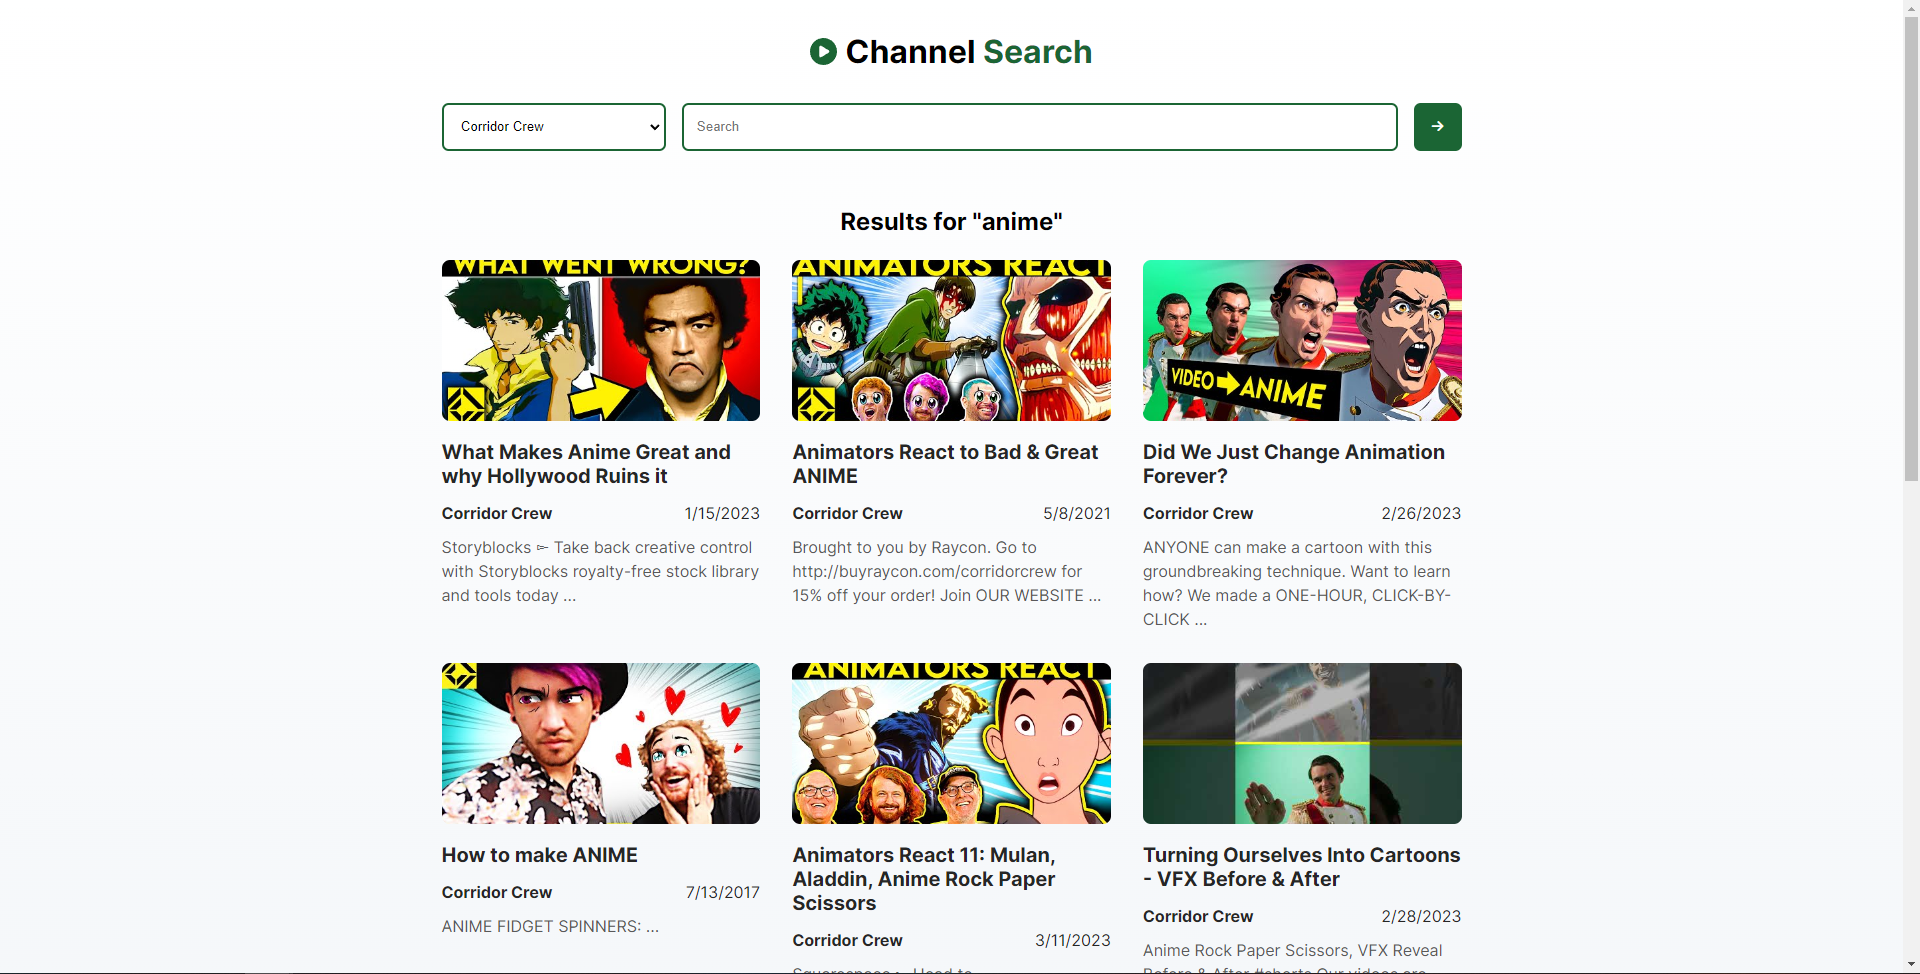 Channel Search
Corridor Crew
Search
Results for "anime"
WHAT WENT WRONG?
ANIMATORS REACT
VIDEO ANIME
What Makes Anime Great and
why Hollywood Ruins it
Corridor Crew 1/15/2023
Storyblocks ➣ Take back creative control
with Storyblocks royalty-free stock library
and tools today ...
Animators React to Bad & Great
ANIME
Corridor Crew 5/8/2021
Brought to you by Raycon. Go to
http://buyraycon.com/corridorcrew for
15% off your order! Join OUR WEBSITE ...
Did We Just Change Animation
Forever?
Corridor Crew 2/26/2023
ANYONE can make a cartoon with this
groundbreaking technique. Want to learn
how? We made a ONE-HOUR, CLICK-BY-
CLICK ...
ANIMATORS REACT
How to make ANIME
Corridor Crew 7/13/2017
ANIME FIDGET SPINNERS: ...
Animators React 11: Mulan,
Aladdin, Anime Rock Paper
Scissors
Corridor Crew 3/11/2023
Turning Ourselves Into Cartoons
- VFX Before & After
Corridor Crew 2/28/2023
Anime Rock Paper Scissors, VFX Reveal
Before & After #shorts Our videos are